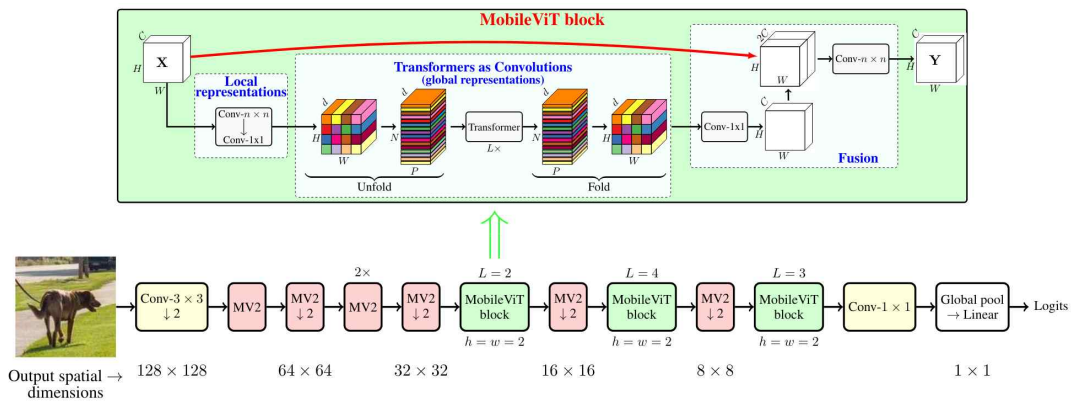 MobileViT block
C
X
H
W
Local
representations
Conv-n × n
↓
Conv-1x1
Transformers as Convolutions
(global representations)
d
H
W
Unfold
d
N
P
Transformer
L×
d
N
P
Fold
d
H
W
Conv-1x1
C
H
W
2C
H
W
Conv-n × n
C
Y
H
W
Fusion
Conv-3 × 3
↓ 2
MV2
MV2
↓ 2
2×
MV2
MV2
↓ 2
L = 2
MobileViT
block
h = w = 2
MV2
↓ 2
L = 4
MobileViT
block
h = w = 2
MV2
↓ 2
L = 3
MobileViT
block
h = w = 2
Conv-1 × 1
Global pool
→ Linear
Logits
Output spatial →
dimensions
128 × 128
64 × 64
32 × 32
16 × 16
8 × 8
1 × 1